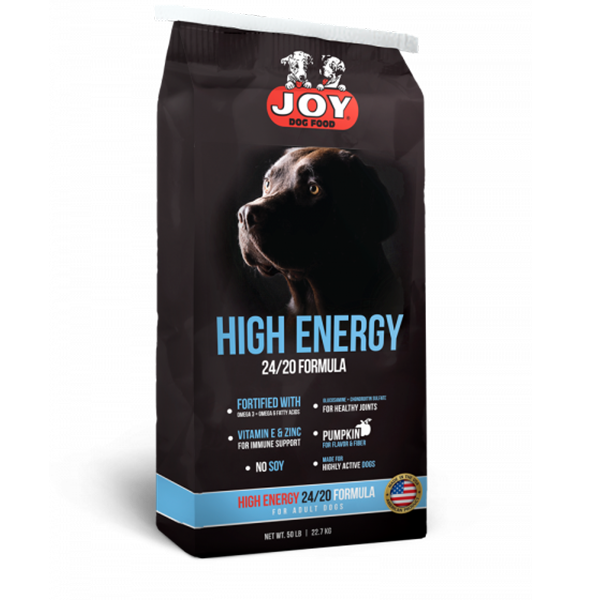 JOY
DOG FOOD
HIGH ENERGY
24/20 FORMULA
• FORTIFIED WITH
OMEGA 3 + OMEGA 6 FATTY ACIDS
• VITAMIN E & ZINC
FOR IMMUNE SUPPORT
• NO SOY
• GLUCOSAMINE + CHONDROITIN SULFATE
FOR HEALTHY JOINTS
• PUMPKIN
FOR FLAVOR & FIBER
• MADE FOR
HIGHLY ACTIVE DOGS
HIGH ENERGY 24/20 FORMULA
FOR ADULT DOGS
NET WT. 50 LB | 22.7 KG